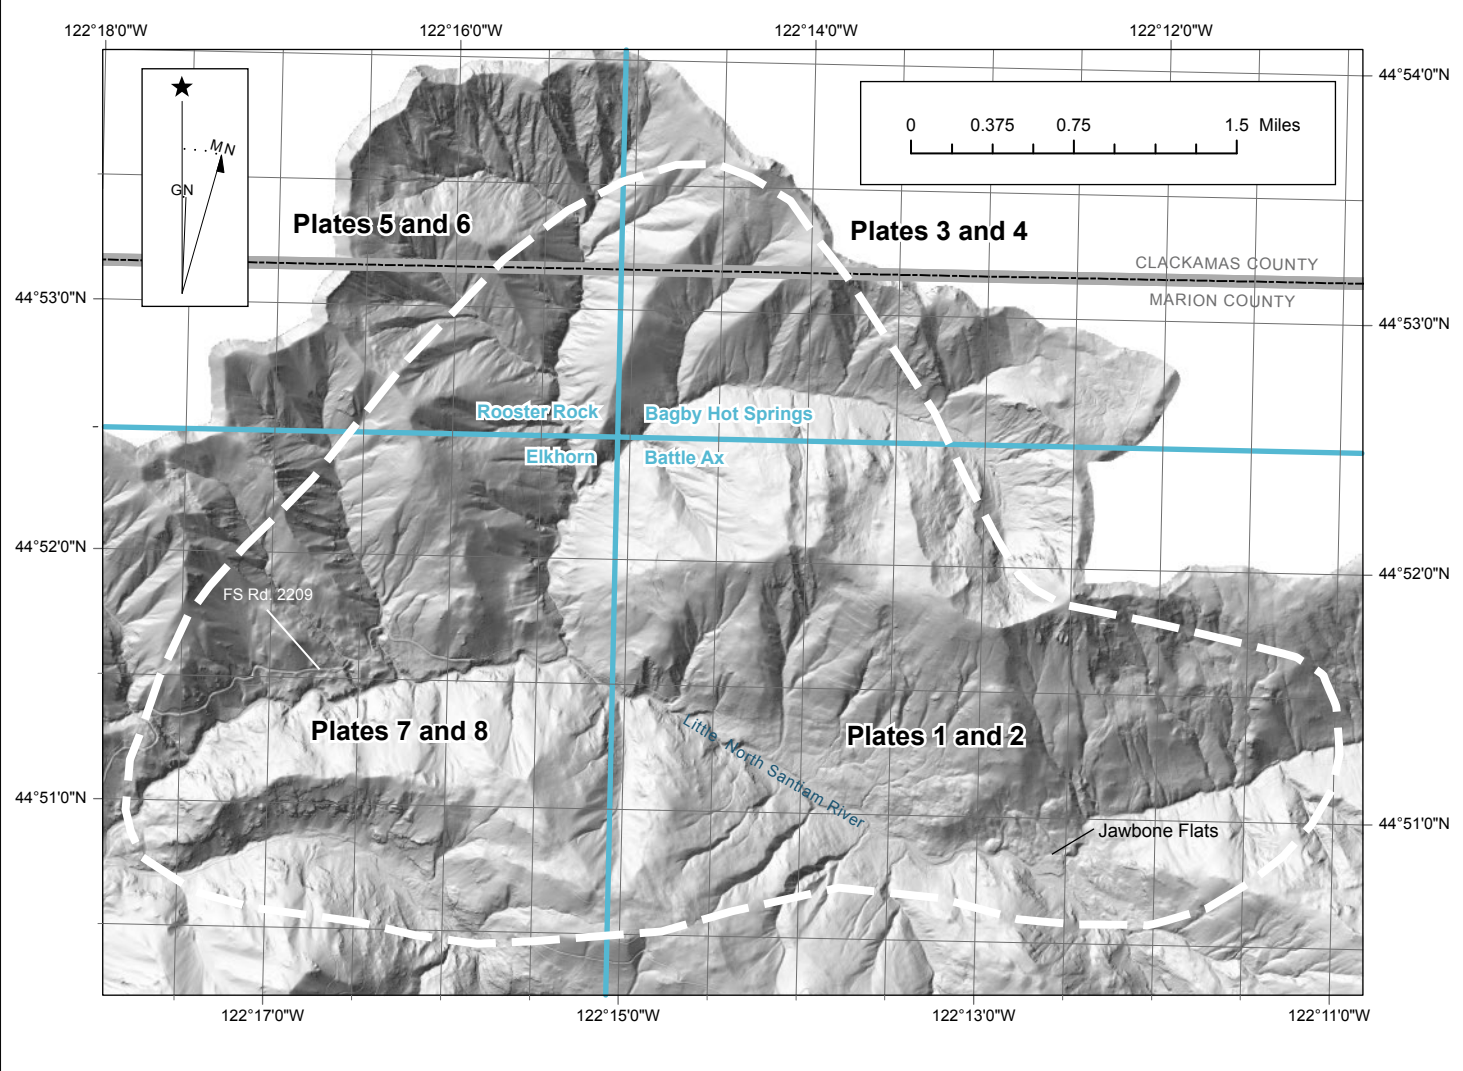 122°18'0"W 122°16'0"W 122°14'0"W 122°12'0"W
44°54'0"N
0 0.375 0.75 1.5 Miles
MN
GN
Plates 5 and 6
Plates 3 and 4
CLACKAMAS COUNTY
MARION COUNTY
44°53'0"N
44°53'0"N
Rooster Rock
Bagby Hot Springs
Elkhorn
Battle Ax
44°52'0"N
44°52'0"N
FS Rd. 2209
Plates 7 and 8
Plates 1 and 2
Little North Santiam River
44°51'0"N
44°51'0"N
Jawbone Flats
122°17'0"W 122°15'0"W 122°13'0"W 122°11'0"W